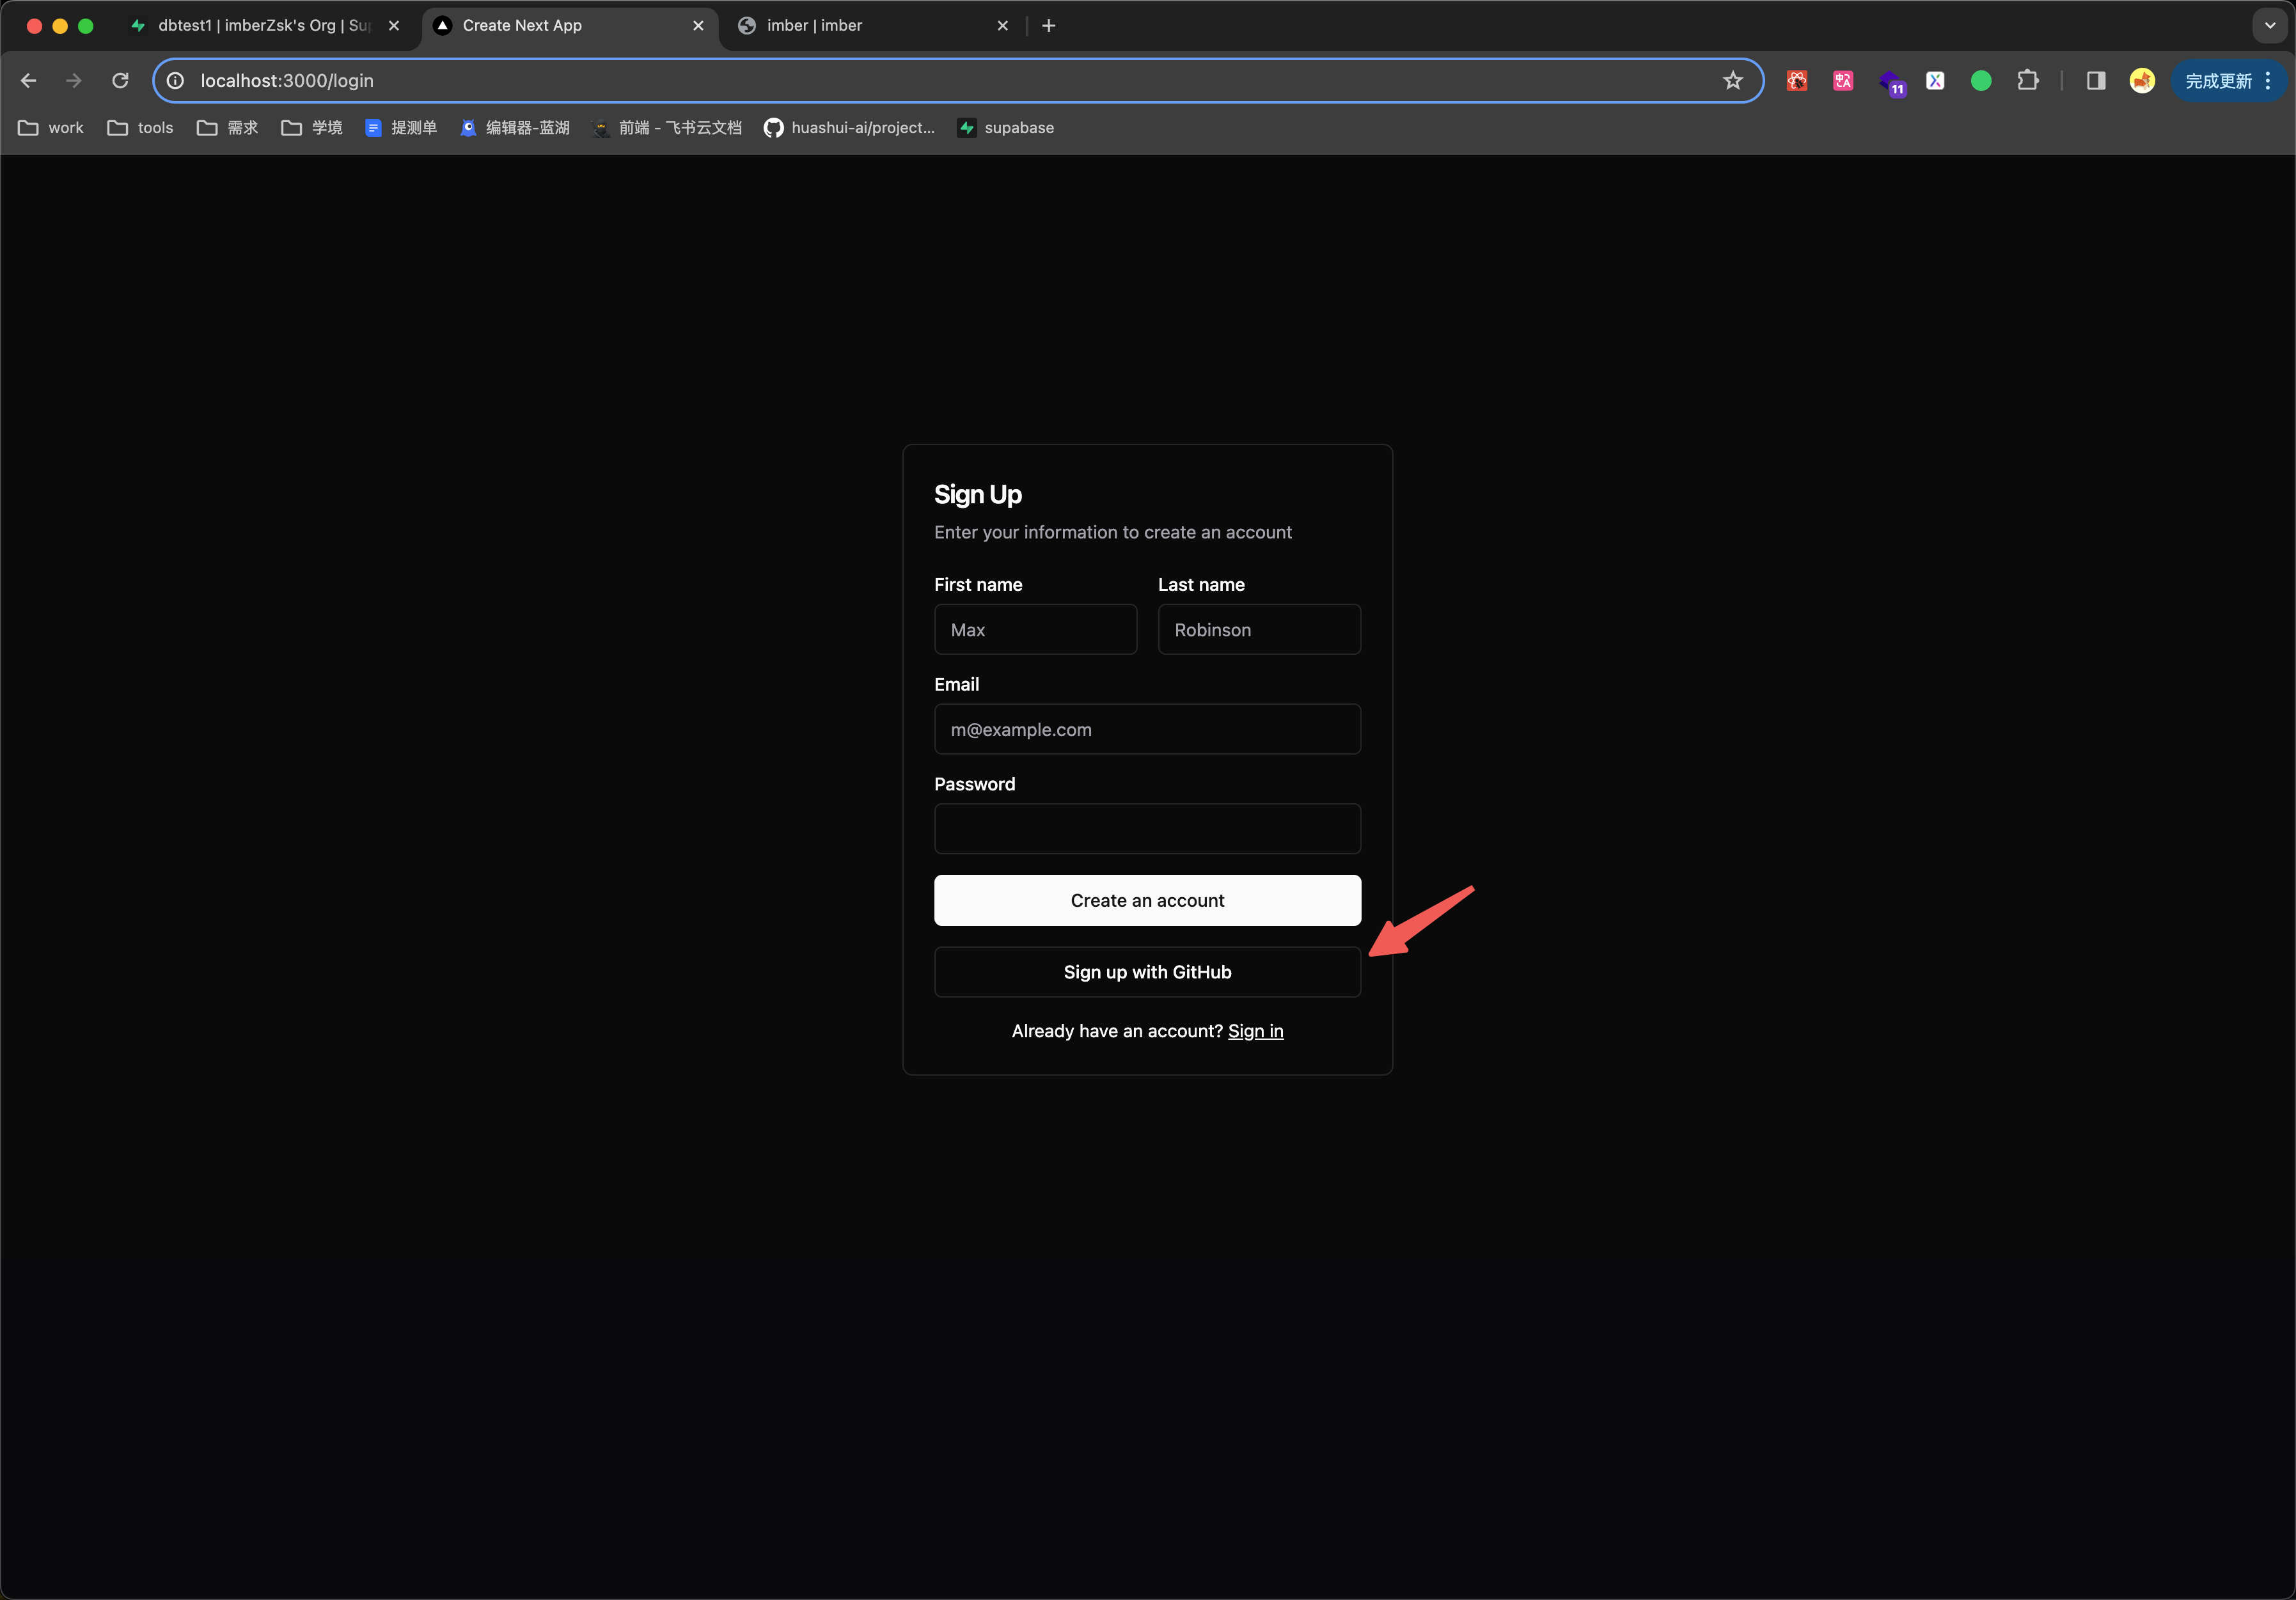 dbtest1 | imberZsk's Org | Sup
Create Next App
imber | imber
localhost:3000/login
11
完成更新
work
tools
需求
学境
提测单
编辑器-蓝湖
前端 - 飞书云文档
huashui-ai/project...
supabase
Sign Up
Enter your information to create an account
First name
Last name
Max
Robinson
Email
m@example.com
Password
Create an account
Sign up with GitHub
Already have an account? Sign in